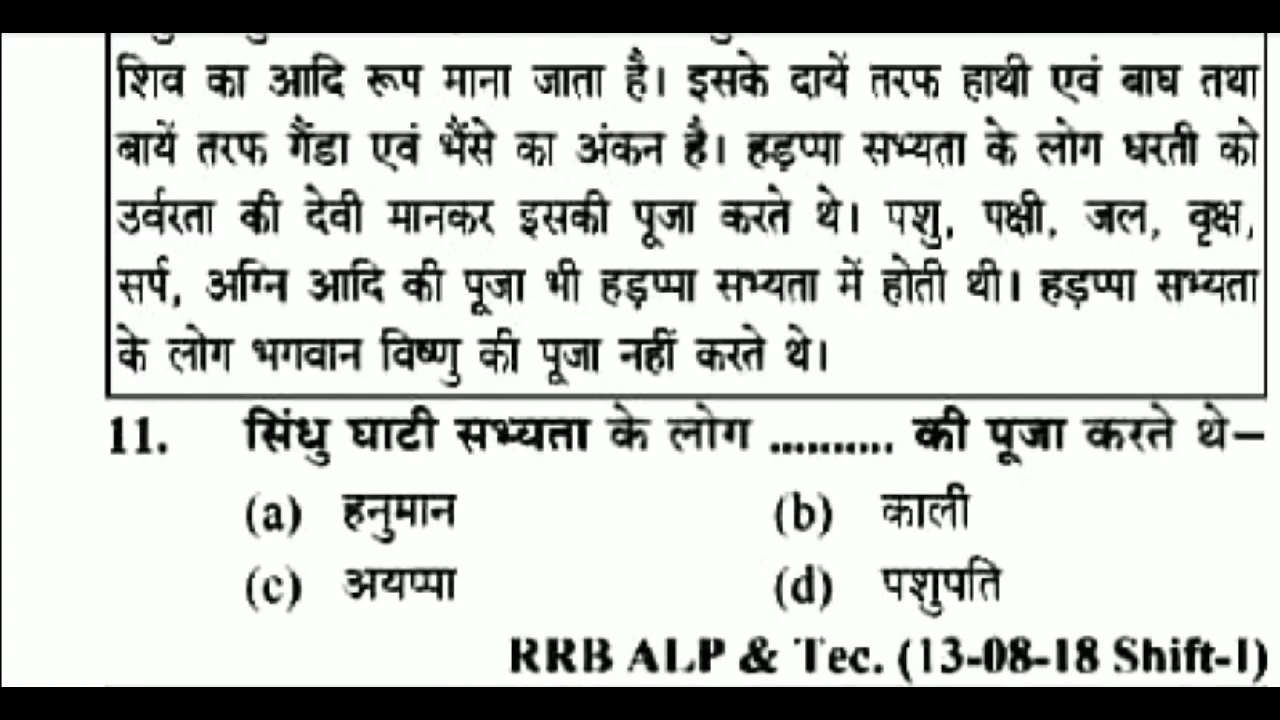 शिव का आदि रूप माना जाता है। इसके दायें तरफ हाथी एवं बाघ तथा
बायें तरफ गैंडा एवं भैंसे का अंकन है। हड़प्पा सभ्यता के लोग धरती को
उर्वरता की देवी मानकर इसकी पूजा करते थे। पशु, पक्षी, जल, वृक्ष,
सर्प, अग्नि आदि की पूजा भी हड़प्पा सभ्यता में होती थी। हड़प्पा सभ्यता
के लोग भगवान विष्णु की पूजा नहीं करते थे।
11. सिंधु घाटी सभ्यता के लोग .......... की पूजा करते थे–
(a) हनुमान (b) काली
(c) अयप्पा (d) पशुपति
RRB ALP & Tec. (13-08-18 Shift-I)